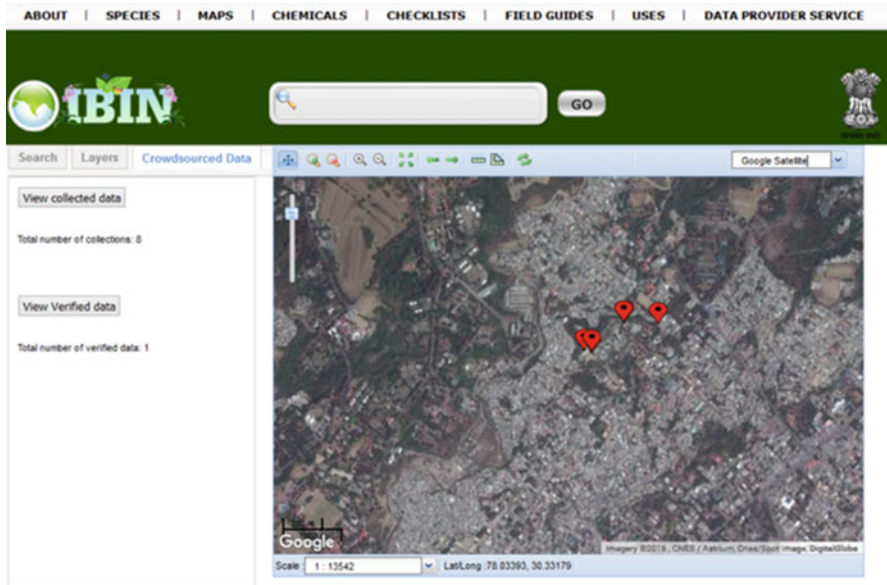 ABOUT | SPECIES | MAPS | CHEMICALS | CHECKLISTS | FIELD GUIDES | USES | DATA PROVIDER SERVICE
IBIN
GO
Search Layers Crowdsourced Data
Google Satellite
View collected data
Total number of collections: 8
View Verified data
Total number of verified data: 1
Google
Imagery ©2016 , CNES / Astrium, Cnes/Spot Image, DigitalGlobe
Scale : 1 : 13542 Lat/Long :78.03393, 30.33179